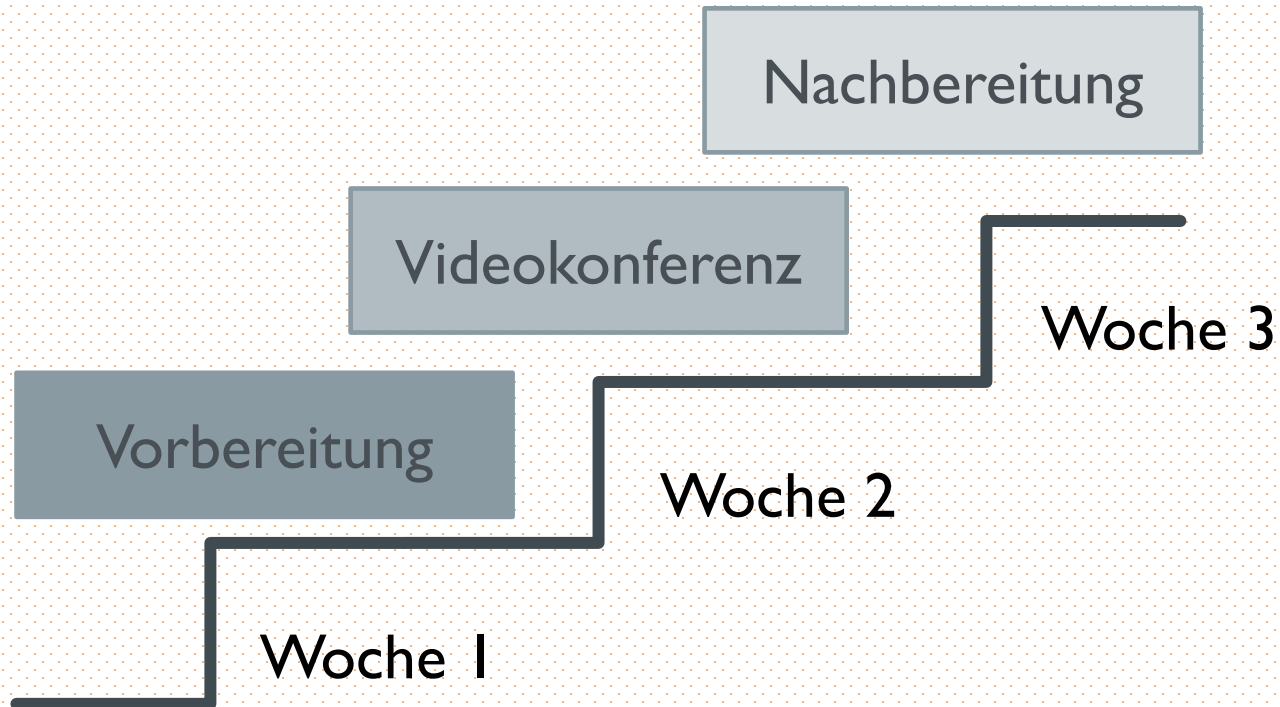 Nachbereitung
Videokonferenz
Woche 3
Vorbereitung
Woche 2
Woche 1